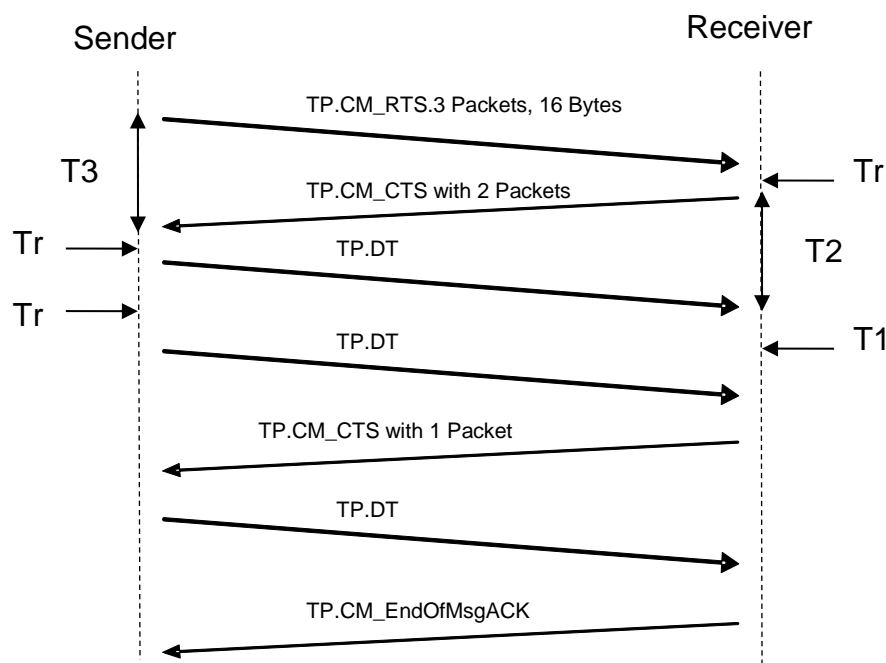 Sender
Receiver
TP.CM_RTS.3 Packets, 16 Bytes
T3
Tr
TP.CM_CTS with 2 Packets
Tr
TP.DT
T2
Tr
TP.DT
T1
TP.CM_CTS with 1 Packet
TP.DT
TP.CM_EndOfMsgACK